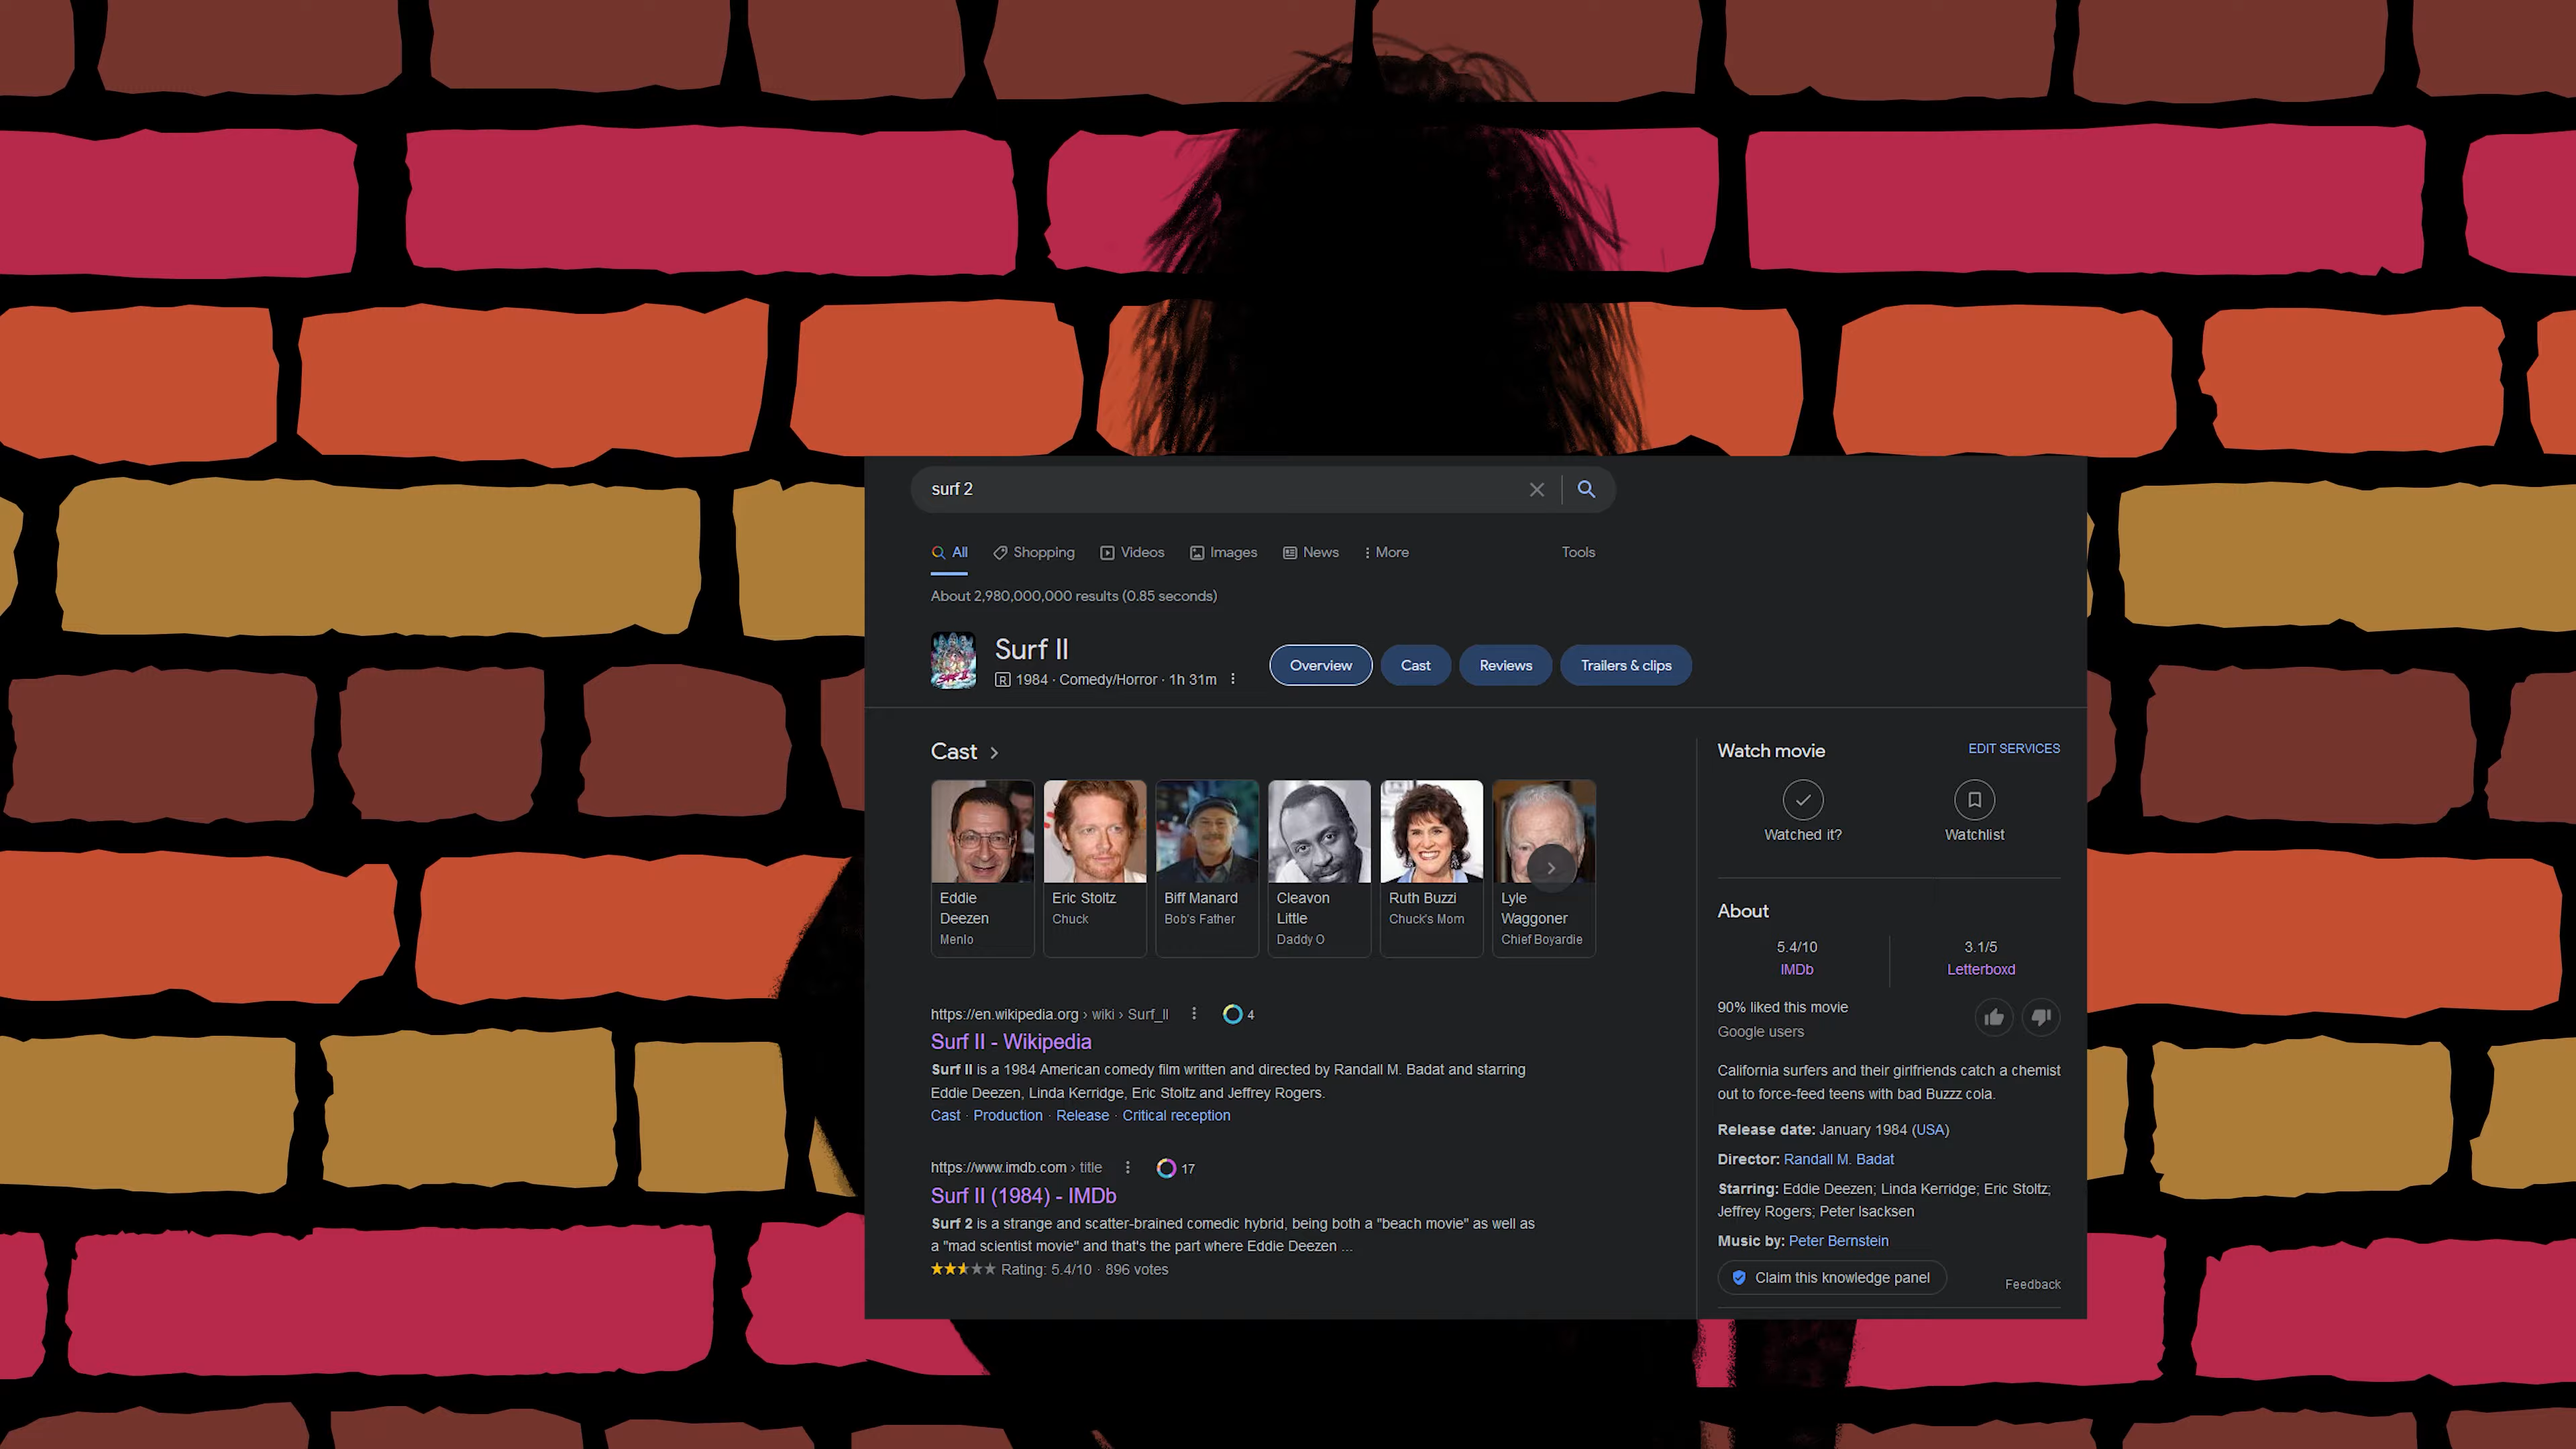 surf 2
All Shopping Videos Images News More Tools
About 2,980,000,000 results (0.85 seconds)
Surf II
R 1984 · Comedy/Horror · 1h 31m
Overview Cast Reviews Trailers & clips
Cast
Eddie
Deezen
Menlo
Eric Stoltz
Chuck
Biff Manard
Bob's Father
Cleavon
Little
Daddy O
Ruth Buzzi
Chuck's Mom
Lyle
Waggoner
Chief Boyardie
https://en.wikipedia.org › wiki › Surf_II 4
Surf II - Wikipedia
Surf II is a 1984 American comedy film written and directed by Randall M. Badat and starring
Eddie Deezen, Linda Kerridge, Eric Stoltz and Jeffrey Rogers.
Cast · Production · Release · Critical reception
https://www.imdb.com › title 17
Surf II (1984) - IMDb
Surf 2 is a strange and scatter-brained comedic hybrid, being both a "beach movie" as well as
a "mad scientist movie" and that's the part where Eddie Deezen ...
Rating: 5.4/10 · 896 votes
Watch movie EDIT SERVICES
Watched it? Watchlist
About
5.4/10 3.1/5
IMDb Letterboxd
90% liked this movie
Google users
California surfers and their girlfriends catch a chemist
out to force-feed teens with bad Buzzz cola.
Release date: January 1984 (USA)
Director: Randall M. Badat
Starring: Eddie Deezen; Linda Kerridge; Eric Stoltz;
Jeffrey Rogers; Peter Isacksen
Music by: Peter Bernstein
Claim this knowledge panel
Feedback